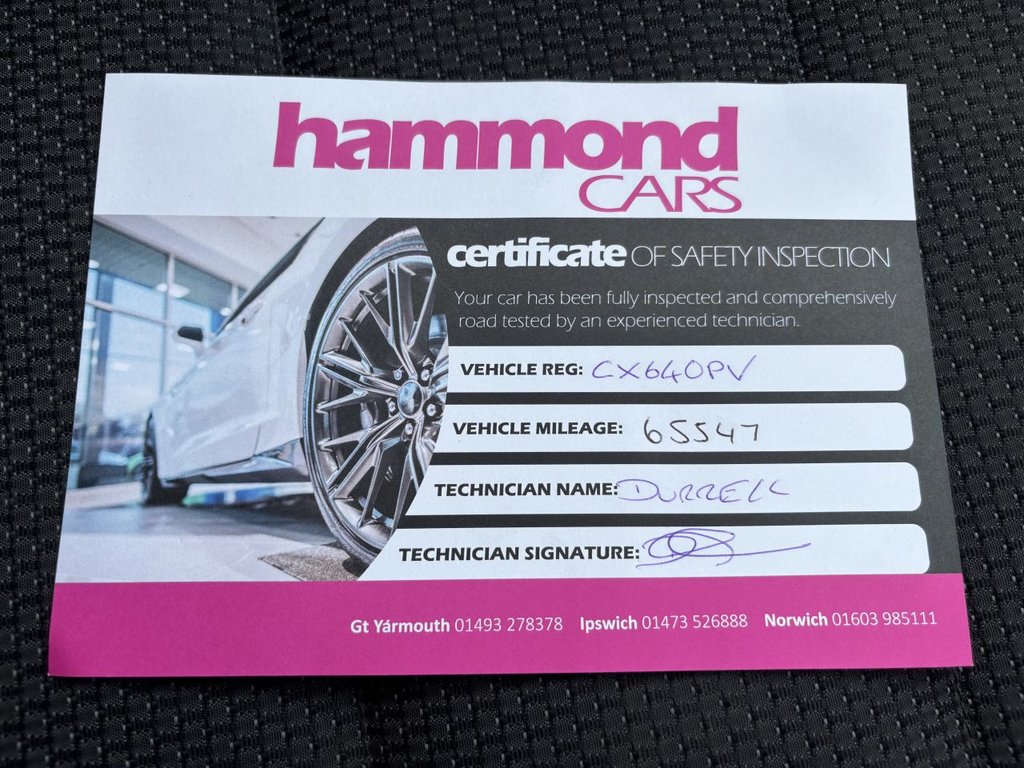 hammond
CARS
certificate OF SAFETY INSPECTION
Your car has been fully inspected and comprehensively
road tested by an experienced technician.
VEHICLE REG: CX64OPV
VEHICLE MILEAGE: 65547
TECHNICIAN NAME: DURRELL
TECHNICIAN SIGNATURE:
Gt Yármouth 01493 278378 Ipswich 01473 526888 Norwich 01603 985111